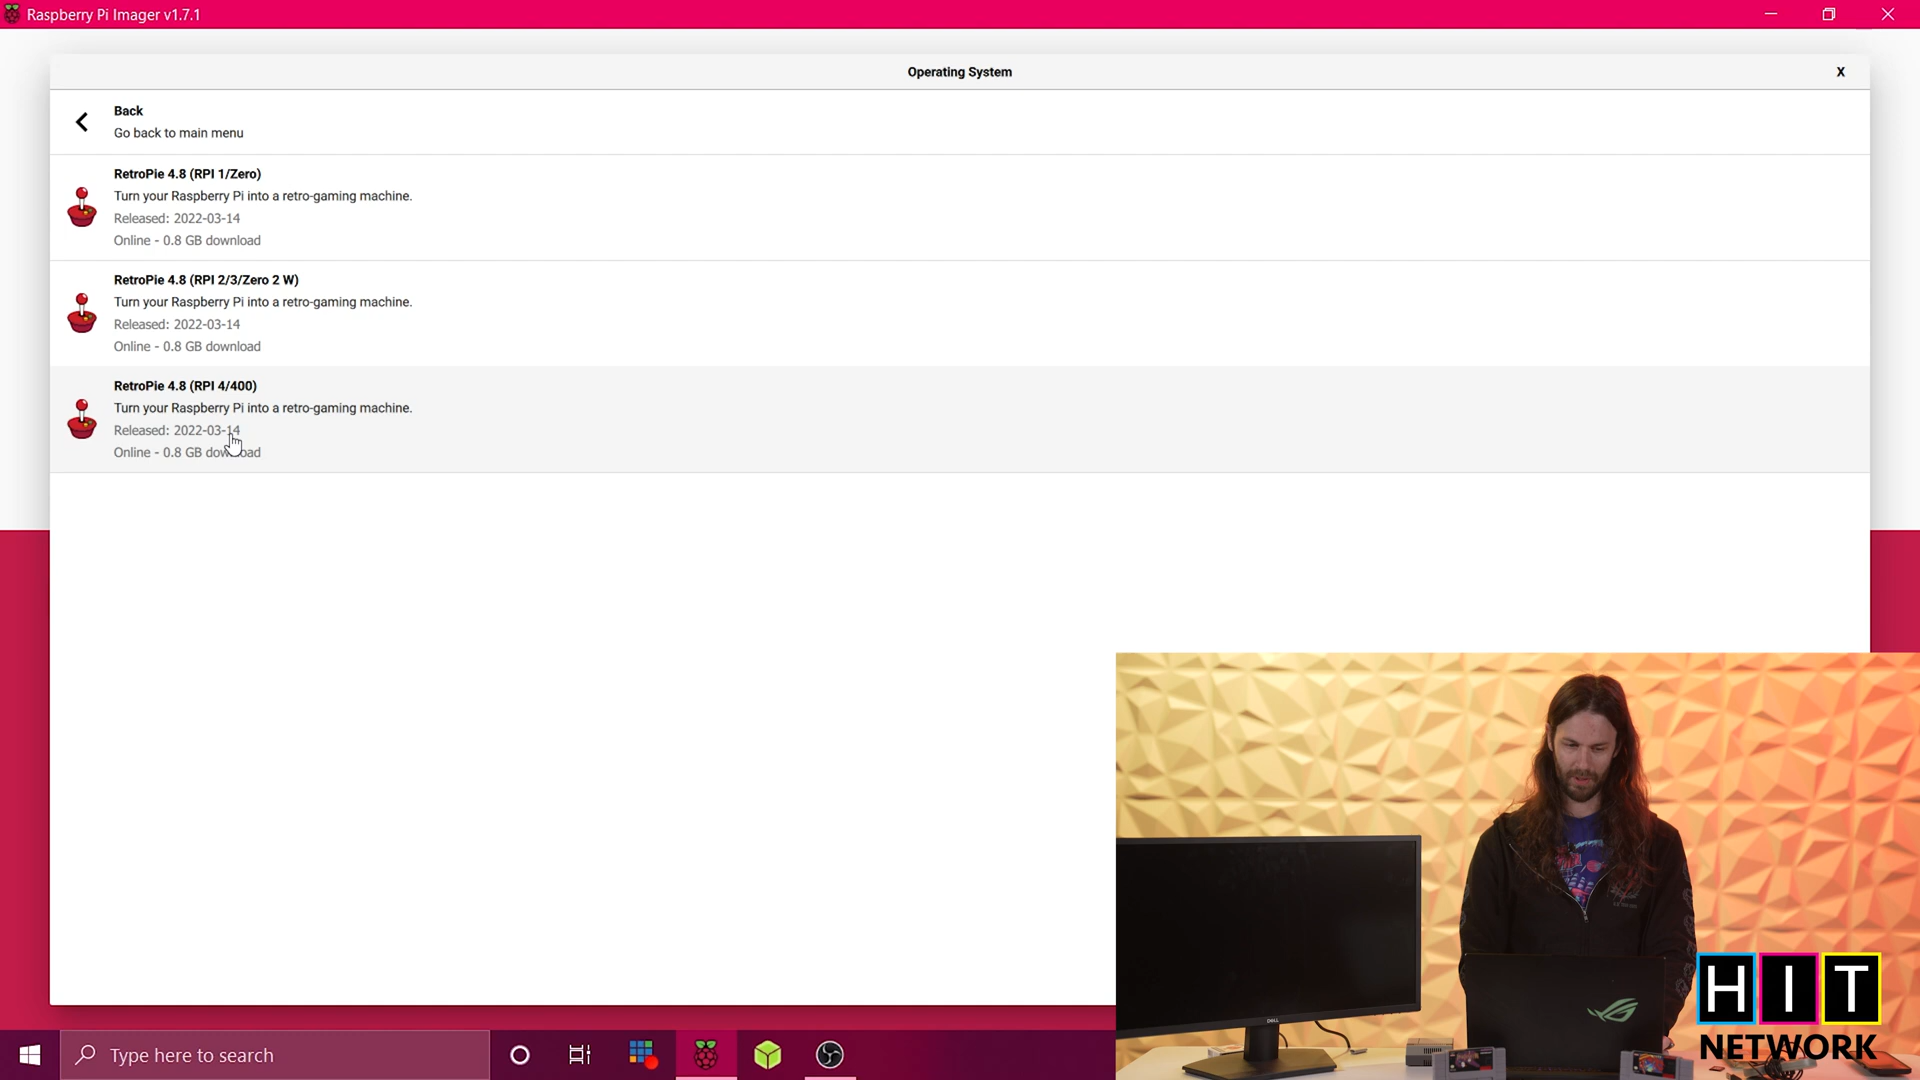 Raspberry Pi Imager v1.7.1
Operating System
X
Back
Go back to main menu
RetroPie 4.8 (RPI 1/Zero)
Turn your Raspberry Pi into a retro-gaming machine.
Released: 2022-03-14
Online - 0.8 GB download
RetroPie 4.8 (RPI 2/3/Zero 2 W)
Turn your Raspberry Pi into a retro-gaming machine.
Released: 2022-03-14
Online - 0.8 GB download
RetroPie 4.8 (RPI 4/400)
Turn your Raspberry Pi into a retro-gaming machine.
Released: 2022-03-14
Online - 0.8 GB download
DELL
HIT
NETWORK
Type here to search